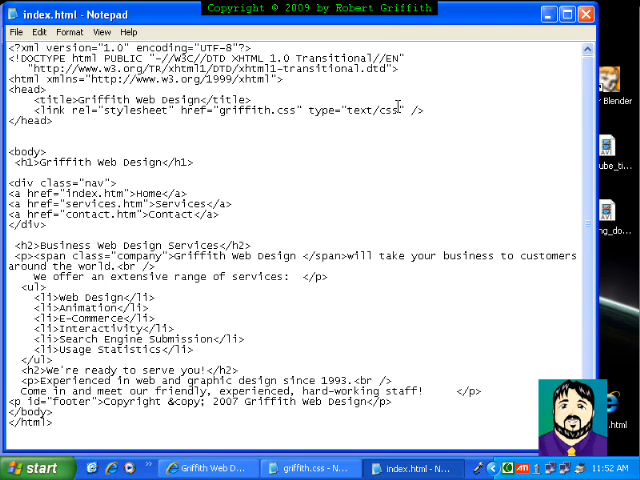 Copyright © 2009 by Robert Griffith
index.html - Notepad
File Edit Format View Help
<?xml version="1.0" encoding="UTF-8"?>
<!DOCTYPE html PUBLIC "-//W3C//DTD XHTML 1.0 Transitional//EN"
"http://www.w3.org/TR/xhtml1/DTD/xhtml1-transitional.dtd">
<html xmlns="http://www.w3.org/1999/xhtml">
<head>
<title>Griffith Web Design</title>
<link rel="stylesheet" href="griffith.css" type="text/css" />
</head>
<body>
<h1>Griffith Web Design</h1>
<div class="nav">
<a href="index.htm">Home</a>
<a href="services.htm">Services</a>
<a href="contact.htm">Contact</a>
</div>
<h2>Business Web Design Services</h2>
<p><span class="company">Griffith Web Design </span>will take your business to customers
around the world.<br />
We offer an extensive range of services:  </p>
<ul>
<li>Web Design</li>
<li>Animation</li>
<li>E-Commerce</li>
<li>Interactivity</li>
<li>Search Engine Submission</li>
<li>Usage Statistics</li>
</ul>
<h2>We're ready to serve you!</h2>
<p>Experienced in web and graphic design since 1993.<br />
Come in and meet our friendly, experienced, hard-working staff!     </p>
<p id="footer">Copyright &copy; 2007 Griffith Web Design</p>
</body>
</html>
Blender
AVI
ube_ti...
AVI
ng_do...
.html
start
Griffith Web D...
griffith.css - No...
index.html - N...
ATI
11:52 AM